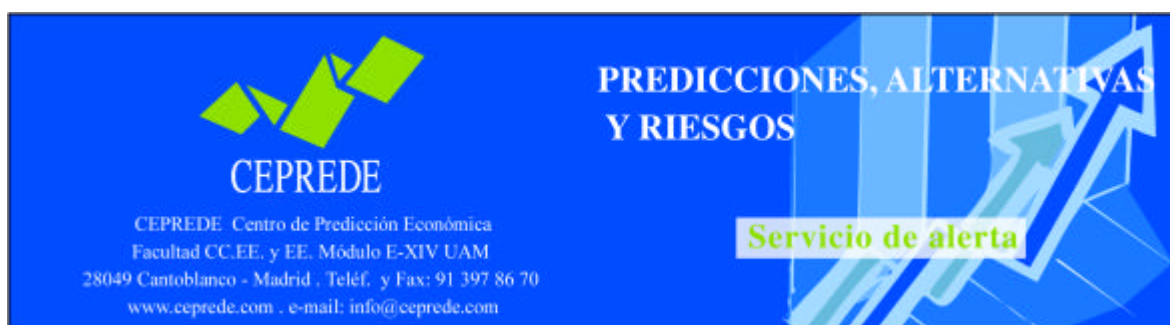 CEPREDE
CEPREDE Centro de Predicción Económica
Facultad CC.EE. y EE. Módulo E-XIV UAM
28049 Cantoblanco - Madrid . Teléf. y Fax: 91 397 86 70
www.ceprede.com . e-mail: info@ceprede.com
PREDICCIONES, ALTERNATIVAS
Y RIESGOS
Servicio de alerta